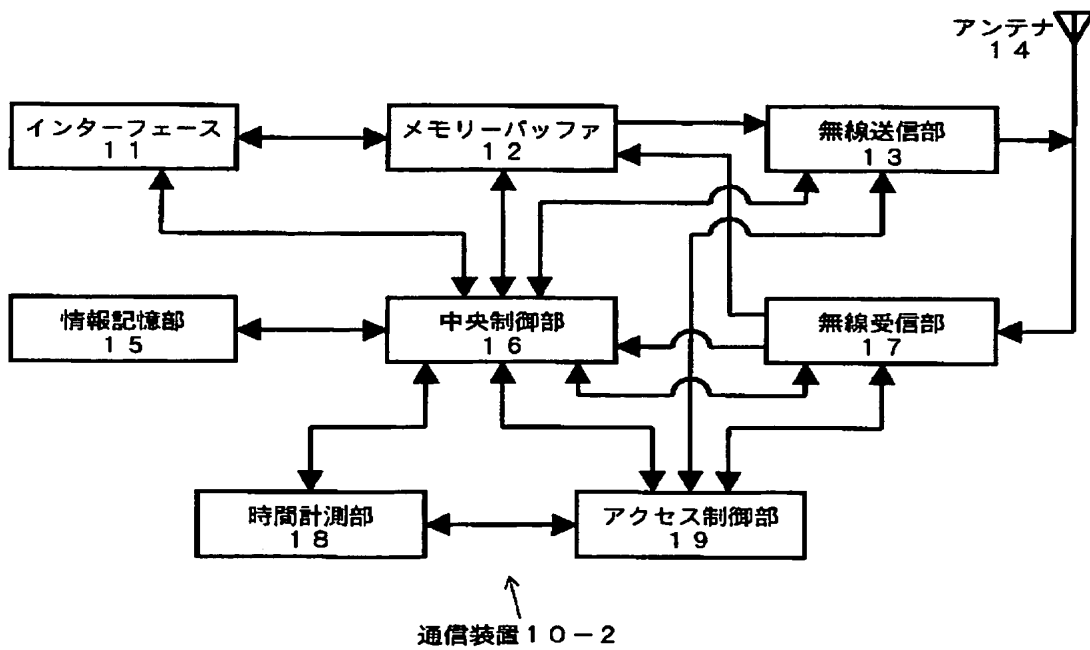 アンテナ
１４
インターフェース
１１
メモリーバッファ
１２
無線送信部
１３
情報記憶部
１５
中央制御部
１６
無線受信部
１７
時間計測部
１８
アクセス制御部
１９
通信装置１０－２